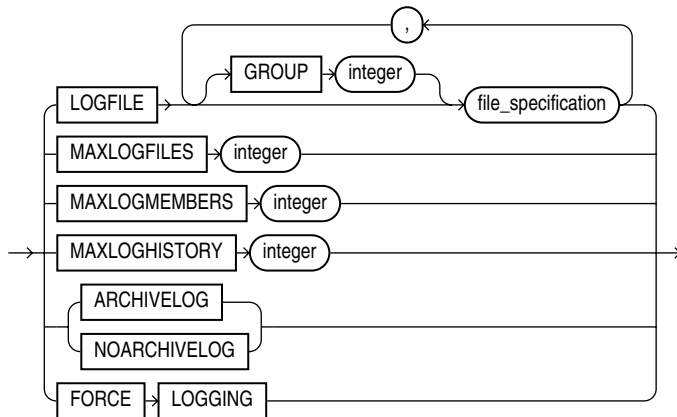 ,
GROUP integer
LOGFILE file_specification
MAXLOGFILES integer
MAXLOGMEMBERS integer
MAXLOGHISTORY integer
ARCHIVELOG
NOARCHIVELOG
FORCE LOGGING